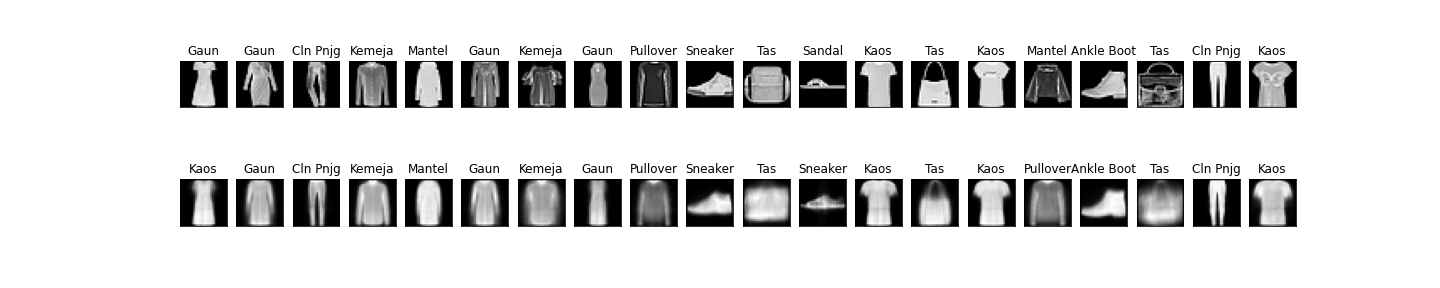 Gaun Gaun Cln Pnjg Kemeja Mantel Gaun Kemeja Gaun Pullover Sneaker Tas Sandal Kaos Tas Kaos Mantel Ankle Boot Tas Cln Pnjg Kaos
Kaos Gaun Cln Pnjg Kemeja Mantel Gaun Kemeja Gaun Pullover Sneaker Tas Sneaker Kaos Tas Kaos Pullover Ankle Boot Tas Cln Pnjg Kaos